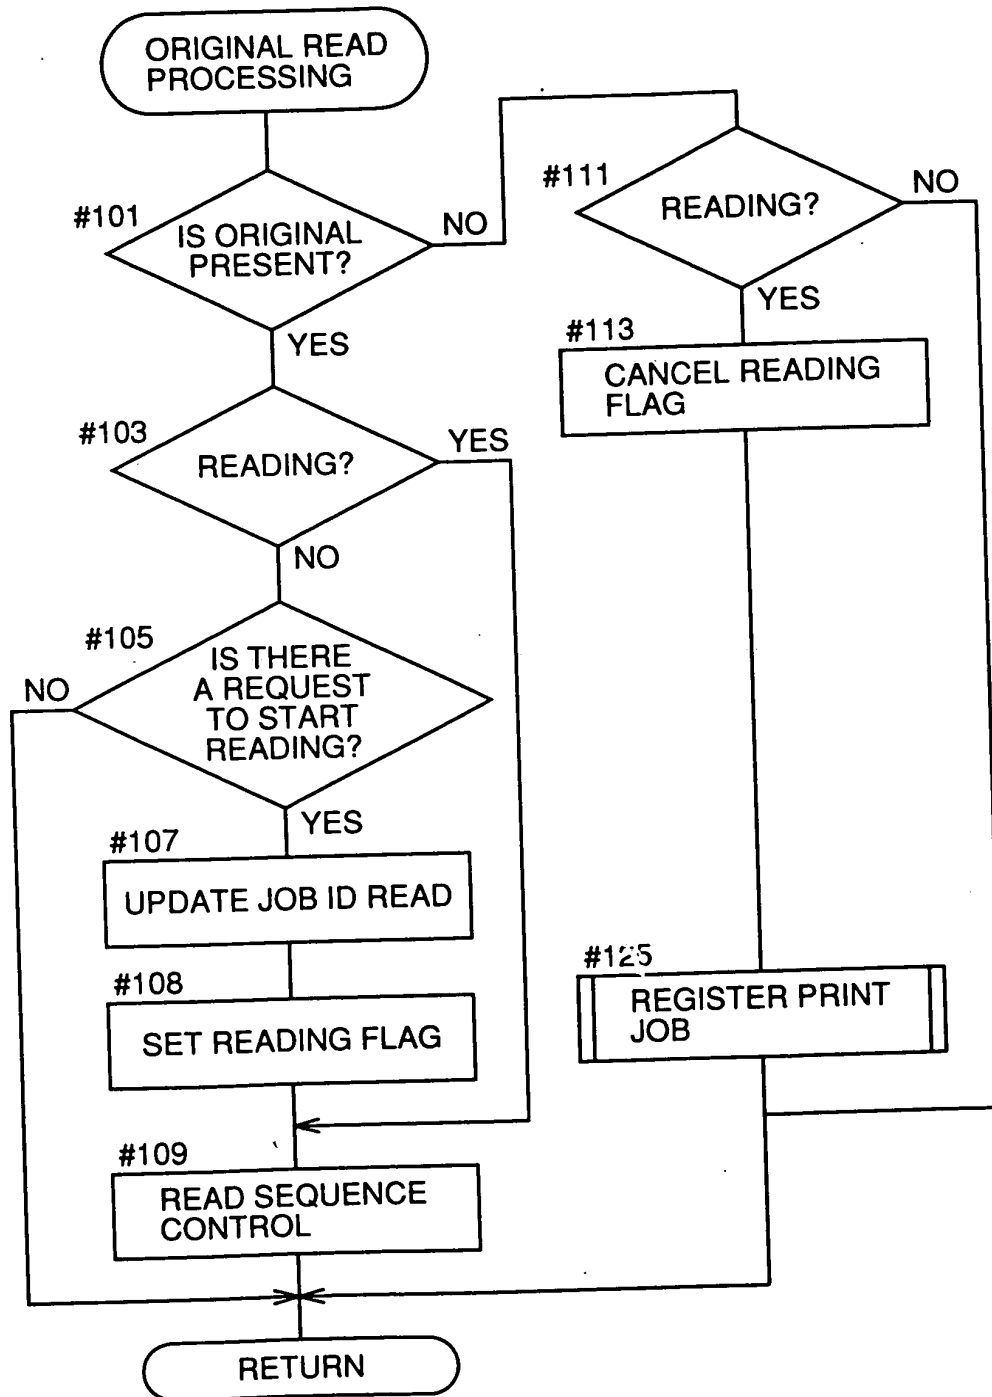 ORIGINAL READ
PROCESSING
#101
IS ORIGINAL
PRESENT?
NO
YES
#103
READING?
YES
NO
#105
IS THERE
A REQUEST
TO START
READING?
NO
YES
#107
UPDATE JOB ID READ
#108
SET READING FLAG
#109
READ SEQUENCE
CONTROL
RETURN
#111
READING?
NO
YES
#113
CANCEL READING
FLAG
#125
REGISTER PRINT
JOB